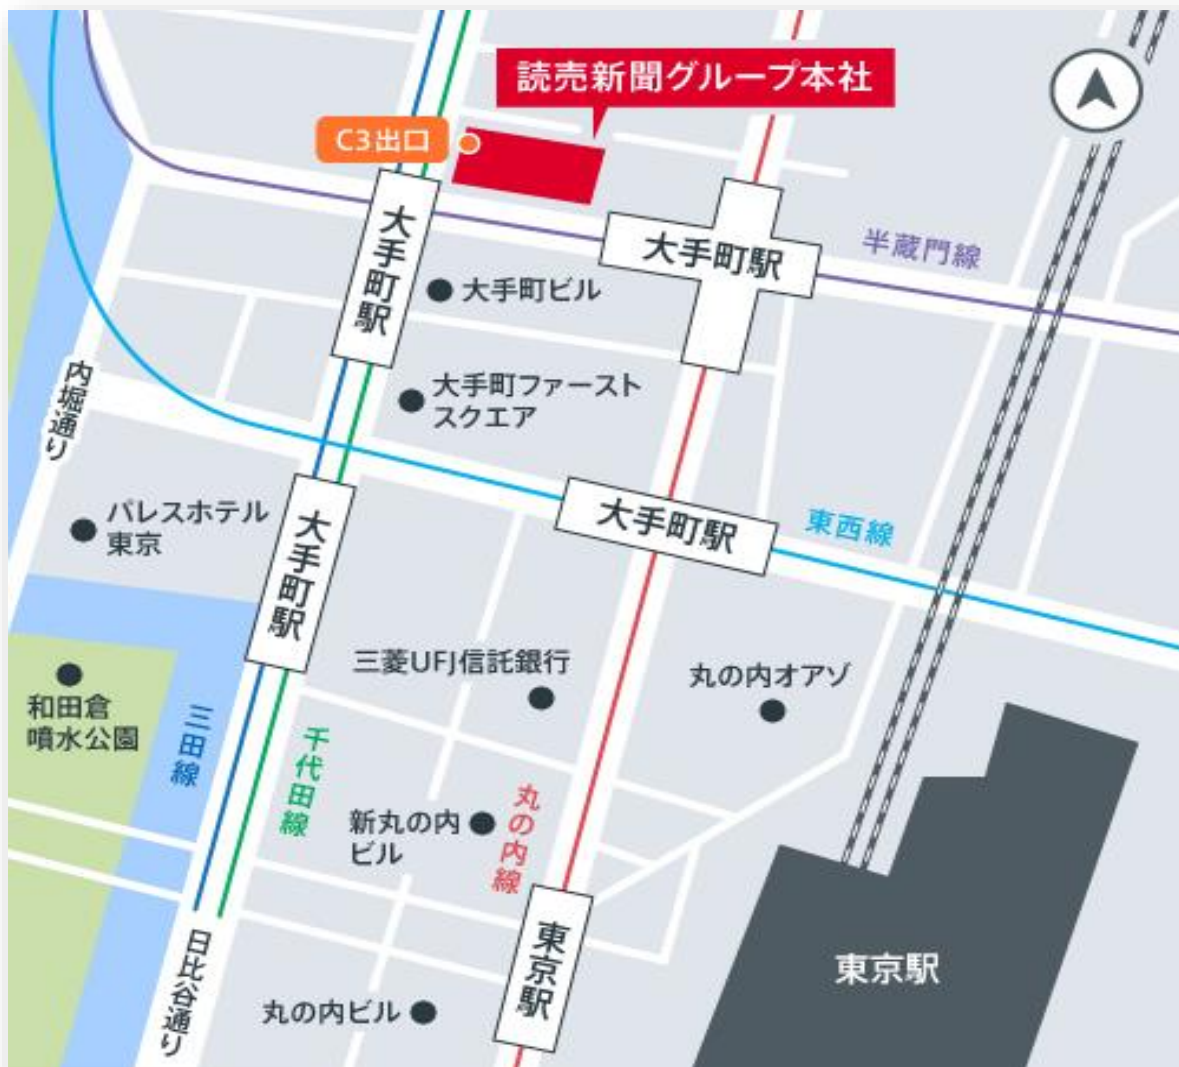 読売新聞グループ本社
C3出口
大手町駅
大手町駅
半蔵門線
大手町ビル
大手町ファースト
スクエア
内堀通り
パレスホテル
東京
大手町駅
大手町駅
東西線
三菱UFJ信託銀行
丸の内オアゾ
和田倉
噴水公園
三田線
千代田線
新丸の内
ビル
丸の内線
東京駅
東京駅
日比谷通り
丸の内ビル